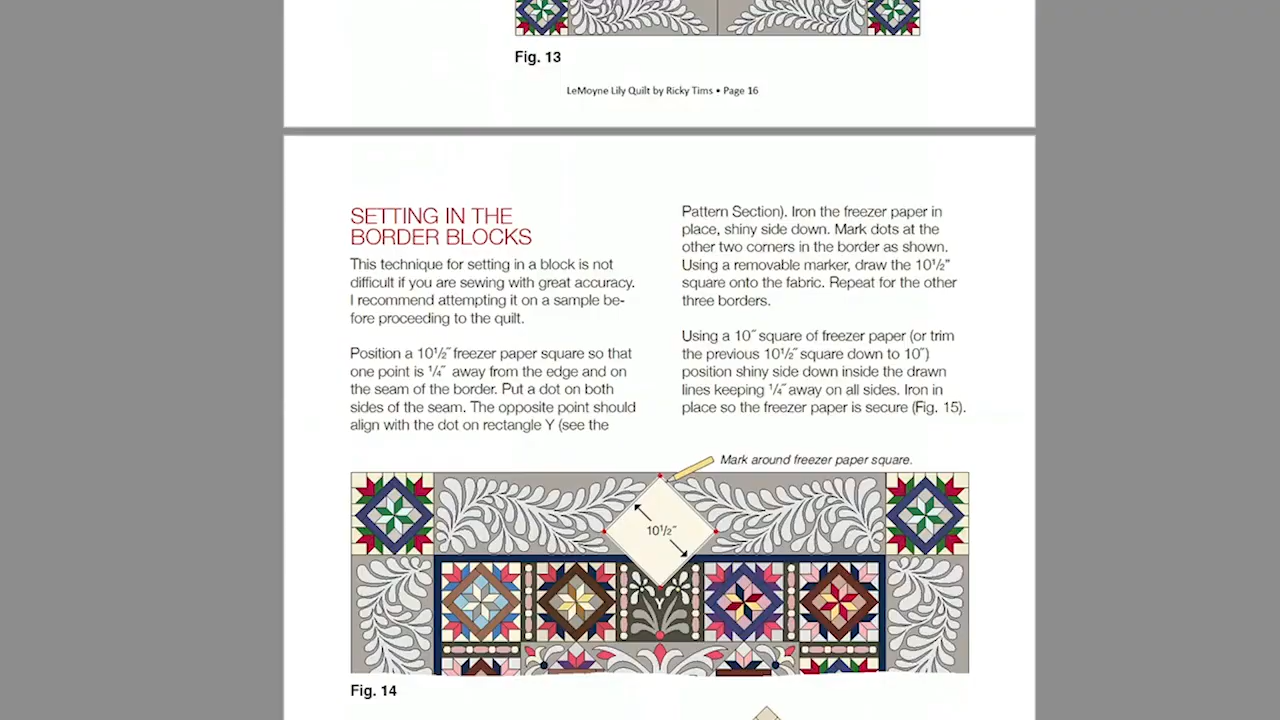 Fig. 13
LeMoyne Lily Quilt by Ricky Tims • Page 16
SETTING IN THE
BORDER BLOCKS
This technique for setting in a block is not
difficult if you are sewing with great accuracy.
I recommend attempting it on a sample be-
fore proceeding to the quilt.
Position a 10½˝ freezer paper square so that
one point is ¼˝ away from the edge and on
the seam of the border. Put a dot on both
sides of the seam. The opposite point should
align with the dot on rectangle Y (see the
Pattern Section). Iron the freezer paper in
place, shiny side down. Mark dots at the
other two corners in the border as shown.
Using a removable marker, draw the 10½"
square onto the fabric. Repeat for the other
three borders.
Using a 10˝ square of freezer paper (or trim
the previous 10½˝ square down to 10˝)
position shiny side down inside the drawn
lines keeping ¼˝ away on all sides. Iron in
place so the freezer paper is secure (Fig. 15).
Mark around freezer paper square.
10½˝
Fig. 14